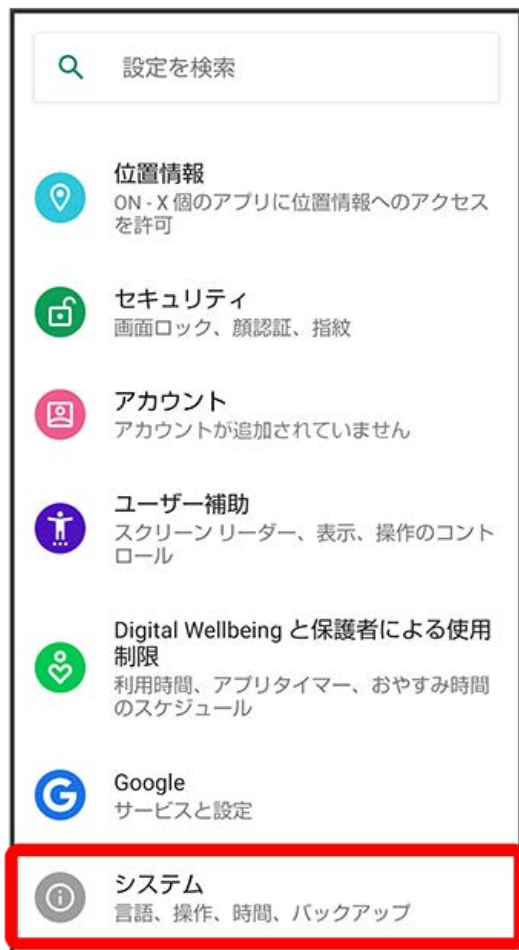 設定を検索
位置情報
ON - X 個のアプリに位置情報へのアクセス
を許可
セキュリティ
画面ロック、顔認証、指紋
アカウント
アカウントが追加されていません
ユーザー補助
スクリーン リーダー、表示、操作のコント
ロール
Digital Wellbeing と保護者による使用
制限
利用時間、アプリタイマー、おやすみ時間
のスケジュール
Google
サービスと設定
システム
言語、操作、時間、バックアップ